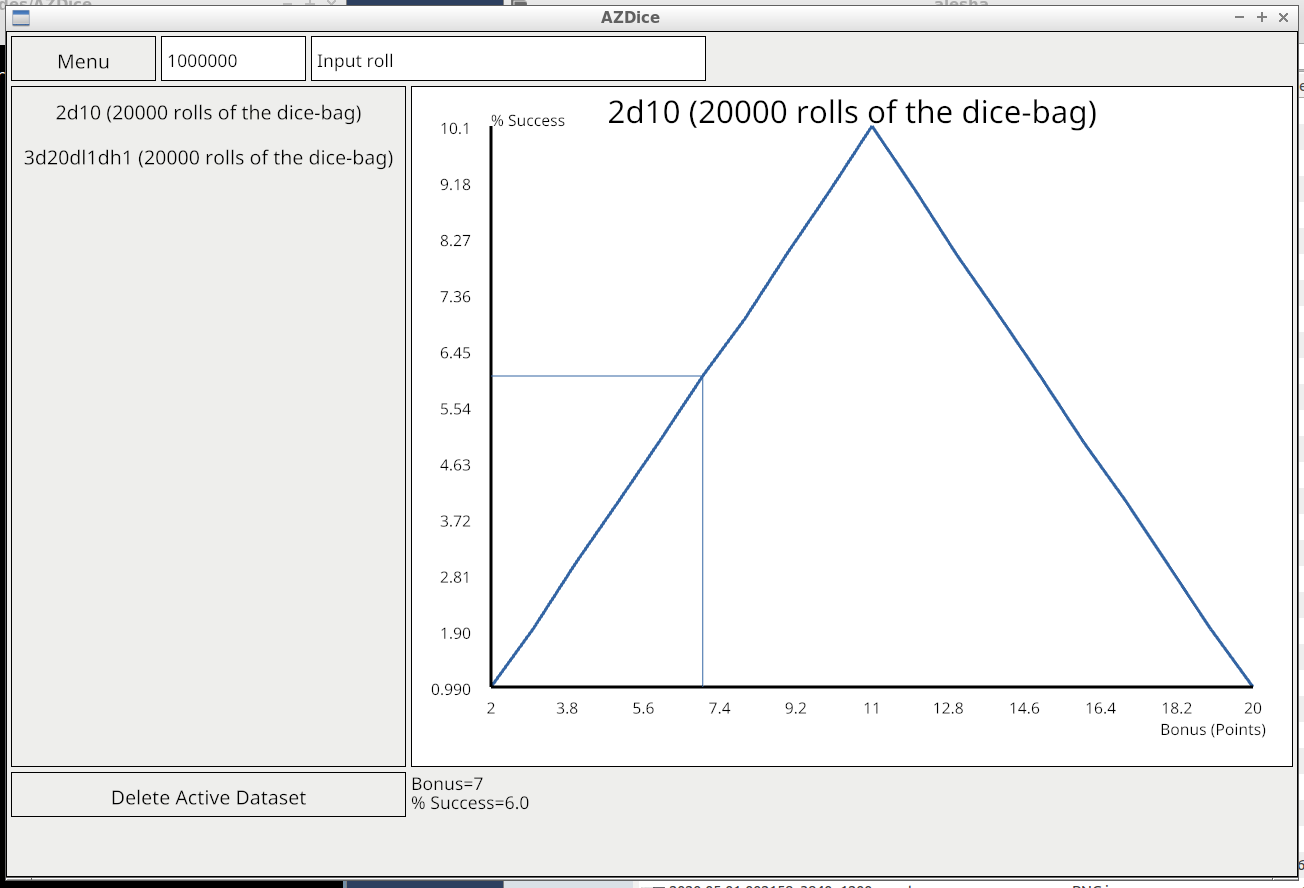 des/AZDice
alesha
AZDice
Menu
1000000
Input roll
2d10 (20000 rolls of the dice-bag)
3d20dl1dh1 (20000 rolls of the dice-bag)
2d10 (20000 rolls of the dice-bag)
% Success
10.1
9.18
8.27
7.36
6.45
5.54
4.63
3.72
2.81
1.90
0.990
2 3.8 5.6 7.4 9.2 11 12.8 14.6 16.4 18.2 20
Bonus (Points)
Delete Active Dataset
Bonus=7
% Success=6.0